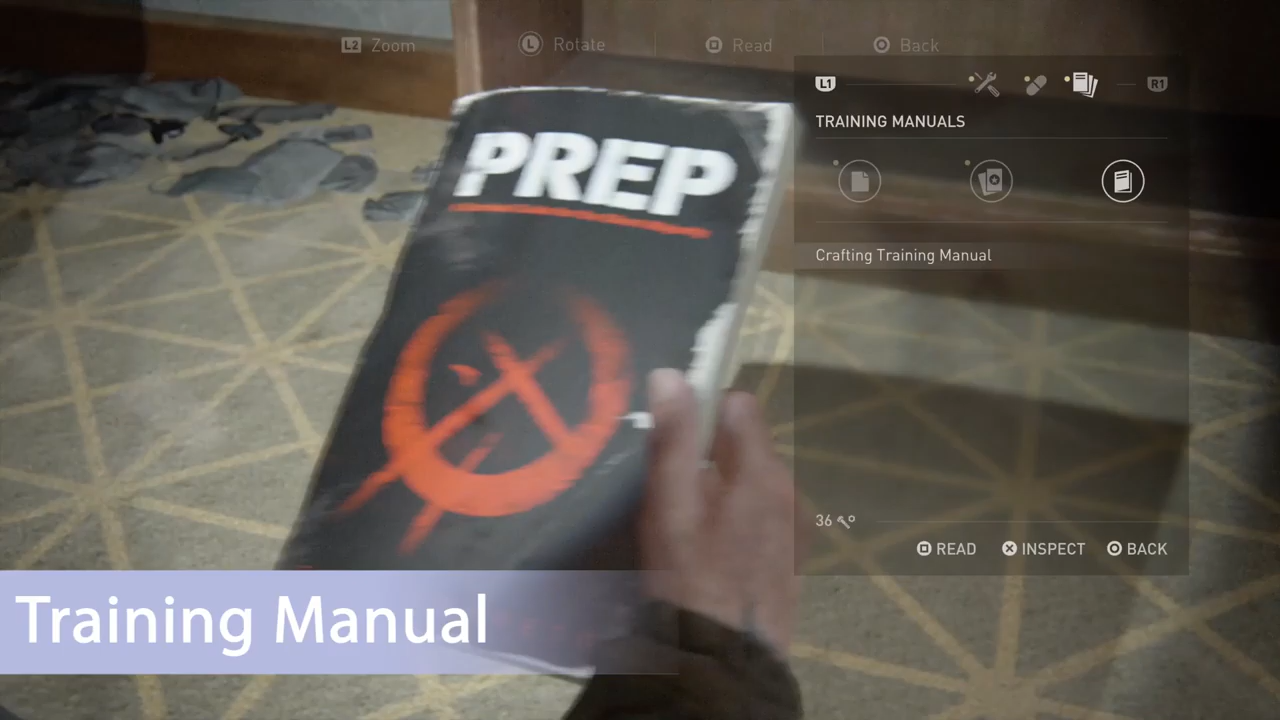 L2 Zoom
L Rotate
Read
Back
L1
R1
TRAINING MANUALS
PREP
Crafting Training Manual
36
READ
INSPECT
BACK
Training Manual